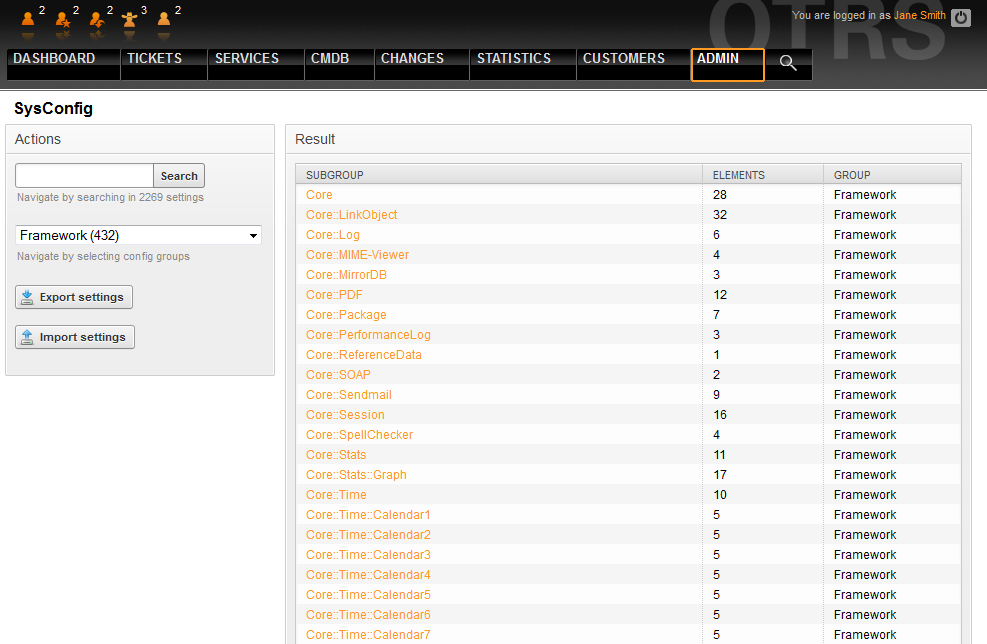 2 2 2 3 2
You are logged in as Jane Smith
OTRS
DASHBOARD TICKETS SERVICES CMDB CHANGES STATISTICS CUSTOMERS ADMIN
SysConfig
Actions
Search
Navigate by searching in 2269 settings
Framework (432)
Navigate by selecting config groups
Export settings
Import settings
Result
SUBGROUP ELEMENTS GROUP
Core 28 Framework
Core::LinkObject 32 Framework
Core::Log 6 Framework
Core::MIME-Viewer 4 Framework
Core::MirrorDB 3 Framework
Core::PDF 12 Framework
Core::Package 7 Framework
Core::PerformanceLog 3 Framework
Core::ReferenceData 1 Framework
Core::SOAP 2 Framework
Core::Sendmail 9 Framework
Core::Session 16 Framework
Core::SpellChecker 4 Framework
Core::Stats 11 Framework
Core::Stats::Graph 17 Framework
Core::Time 10 Framework
Core::Time::Calendar1 5 Framework
Core::Time::Calendar2 5 Framework
Core::Time::Calendar3 5 Framework
Core::Time::Calendar4 5 Framework
Core::Time::Calendar5 5 Framework
Core::Time::Calendar6 5 Framework
Core::Time::Calendar7 5 Framework